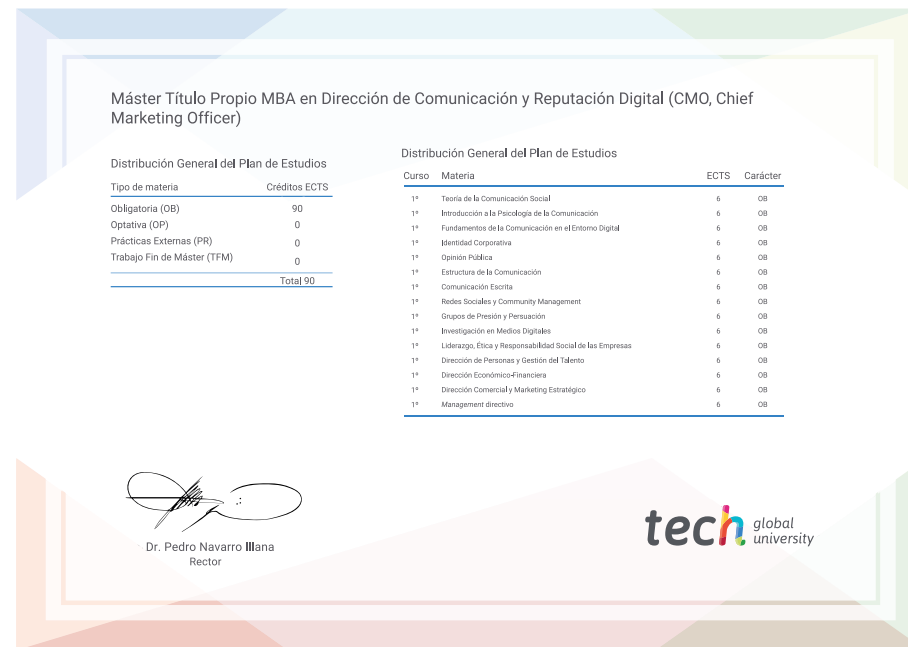 Máster Título Propio MBA en Dirección de Comunicación y Reputación Digital (CMO, Chief
Marketing Officer)
Distribución General del Plan de Estudios
Tipo de materia Créditos ECTS
Obligatoria (OB) 90
Optativa (OP) 0
Prácticas Externas (PR) 0
Trabajo Fin de Máster (TFM) 0
Total 90
Distribución General del Plan de Estudios
Curso Materia ECTS Carácter
1º Teoría de la Comunicación Social 6 OB
1º Introducción a la Psicología de la Comunicación 6 OB
1º Fundamentos de la Comunicación en el Entorno Digital 6 OB
1º Identidad Corporativa 6 OB
1º Opinión Pública 6 OB
1º Estructura de la Comunicación 6 OB
1º Comunicación Escrita 6 OB
1º Redes Sociales y Community Management 6 OB
1º Grupos de Presión y Persuación 6 OB
1º Investigación en Medios Digitales 6 OB
1º Liderazgo, Ética y Responsabilidad Social de las Empresas 6 OB
1º Dirección de Personas y Gestión del Talento 6 OB
1º Dirección Económico-Financiera 6 OB
1º Dirección Comercial y Marketing Estratégico 6 OB
1º Management directivo 6 OB
Dr. Pedro Navarro Illana
Rector
tech global
university